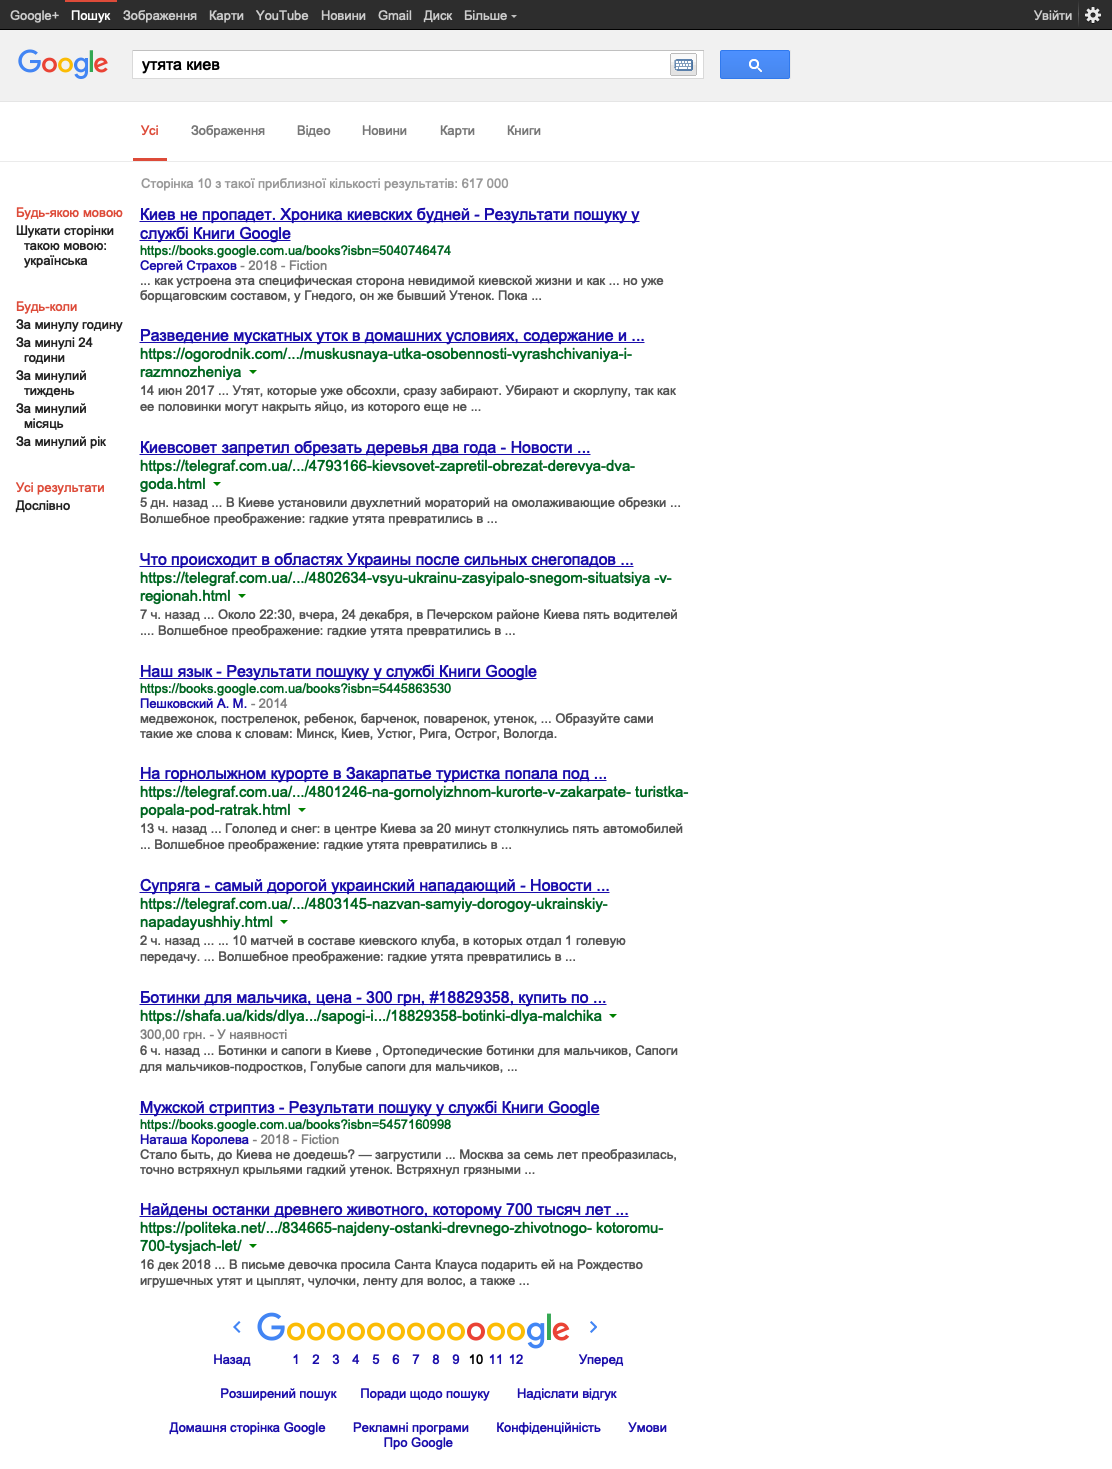 Google+ Пошук Зображення Карти YouTube Новини Gmail Диск Більше Увійти
Google утята киев
Усі Зображення Відео Новини Карти Книги
Сторінка 10 з такої приблизної кількості результатів: 617 000
Будь-якою мовою
Шукати сторінки
такою мовою:
українська
Будь-коли
За минулу годину
За минулі 24
години
За минулий
тиждень
За минулий
місяць
За минулий рік
Усі результати
Дослівно
Киев не пропадет. Хроника киевских будней - Результати пошуку у
службі Книги Google
https://books.google.com.ua/books?isbn=5040746474
Сергей Страхов - 2018 - Fiction
... как устроена эта специфическая сторона невидимой киевской жизни и как ... но уже
борщаговским составом, у Гнедого, он же бывший Утенок. Пока ...
Разведение мускатных уток в домашних условиях, содержание и ...
https://ogorodnik.com/.../muskusnaya-utka-osobennosti-vyrashchivaniya-i-
razmnozheniya
14 июн 2017 ... Утят, которые уже обсохли, сразу забирают. Убирают и скорлупу, так как
ее половинки могут накрыть яйцо, из которого еще не ...
Киевсовет запретил обрезать деревья два года - Новости ...
https://telegraf.com.ua/.../4793166-kievsovet-zapretil-obrezat-derevya-dva-
goda.html
5 дн. назад ... В Киеве установили двухлетний мораторий на омолаживающие обрезки ...
Волшебное преображение: гадкие утята превратились в ...
Что происходит в областях Украины после сильных снегопадов ...
https://telegraf.com.ua/.../4802634-vsyu-ukrainu-zasyipalo-snegom-situatsiya -v-
regionah.html
7 ч. назад ... Около 22:30, вчера, 24 декабря, в Печерском районе Киева пять водителей
.... Волшебное преображение: гадкие утята превратились в ...
Наш язык - Результати пошуку у службі Книги Google
https://books.google.com.ua/books?isbn=5445863530
Пешковский А. М. - 2014
медвежонок, постреленок, ребенок, барченок, поваренок, утенок, ... Образуйте сами
такие же слова к словам: Минск, Киев, Устюг, Рига, Острог, Вологда.
На горнолыжном курорте в Закарпатье туристка попала под ...
https://telegraf.com.ua/.../4801246-na-gornolyizhnom-kurorte-v-zakarpate- turistka-
popala-pod-ratrak.html
13 ч. назад ... Гололед и снег: в центре Киева за 20 минут столкнулись пять автомобилей
... Волшебное преображение: гадкие утята превратились в ...
Супряга - самый дорогой украинский нападающий - Новости ...
https://telegraf.com.ua/.../4803145-nazvan-samyiy-dorogoy-ukrainskiy-
napadayushhiy.html
2 ч. назад ... ... 10 матчей в составе киевского клуба, в которых отдал 1 голевую
передачу. ... Волшебное преображение: гадкие утята превратились в ...
Ботинки для мальчика, цена - 300 грн, #18829358, купить по ...
https://shafa.ua/kids/dlya.../sapogi-i.../18829358-botinki-dlya-malchika
300,00 грн. - У наявності
6 ч. назад ... Ботинки и сапоги в Киеве , Ортопедические ботинки для мальчиков, Сапоги
для мальчиков-подростков, Голубые сапоги для мальчиков, ...
Мужской стриптиз - Результати пошуку у службі Книги Google
https://books.google.com.ua/books?isbn=5457160998
Наташа Королева - 2018 - Fiction
Стало быть, до Киева не доедешь? — загрустили ... Москва за семь лет преобразилась,
точно встряхнул крыльями гадкий утенок. Встряхнул грязными ...
Найдены останки древнего животного, которому 700 тысяч лет ...
https://politeka.net/.../834665-najdeny-ostanki-drevnego-zhivotnogo- kotoromu-
700-tysjach-let/
16 дек 2018 ... В письме девочка просила Санта Клауса подарить ей на Рождество
игрушечных утят и цыплят, чулочки, ленту для волос, а также ...
Goooooooooooogle
Назад 1 2 3 4 5 6 7 8 9 10 11 12 Уперед
Розширений пошук Поради щодо пошуку Надіслати відгук
Домашня сторінка Google Рекламні програми Конфіденційність Умови
Про Google